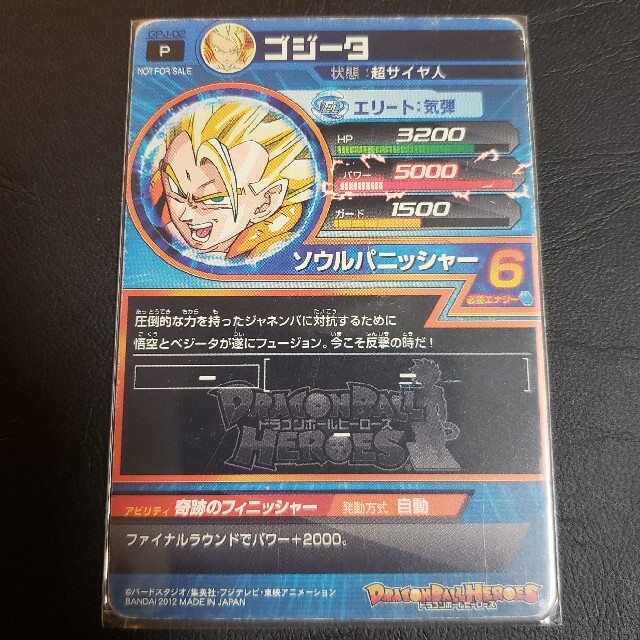 GPJ-02
P
NOT FOR SALE
ゴジータ
状態：超サイヤ人
エリート：気弾
HP 3200
パワー 5000
ガード 1500
ソウルパニッシャー 6
必要エナジー
圧倒的な力を持ったジャネンバに対抗するために
悟空とベジータが遂にフュージョン。今こそ反撃の時だ！
DRAGON BALL
ドラゴンボールヒーローズ
HEROES
アビリティ 奇跡のフィニッシャー 発動方式 自動
ファイナルラウンドでパワー+2000。
©バードスタジオ/集英社・フジテレビ・東映アニメーション
BANDAI 2012 MADE IN JAPAN
DRAGON BALL HEROES
ドラゴンボールヒーローズ